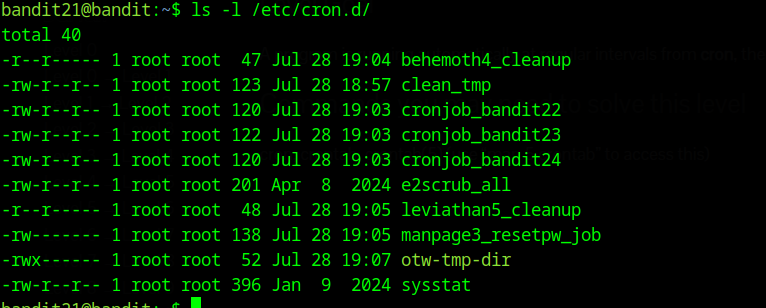 bandit21@bandit:~$ ls -l /etc/cron.d/
total 40
-r--r----- 1 root root  47 Jul 28 19:04 behemoth4_cleanup
-rw-r--r-- 1 root root 123 Jul 28 18:57 clean_tmp
-rw-r--r-- 1 root root 120 Jul 28 19:03 cronjob_bandit22
-rw-r--r-- 1 root root 122 Jul 28 19:03 cronjob_bandit23
-rw-r--r-- 1 root root 120 Jul 28 19:03 cronjob_bandit24
-rw-r--r-- 1 root root 201 Apr  8  2024 e2scrub_all
-r--r----- 1 root root  48 Jul 28 19:05 leviathan5_cleanup
-rw------- 1 root root 138 Jul 28 19:05 manpage3_resetpw_job
-rwx------ 1 root root  52 Jul 28 19:07 otw-tmp-dir
-rw-r--r-- 1 root root 396 Jan  9  2024 sysstat
bandit21@bandit:~$